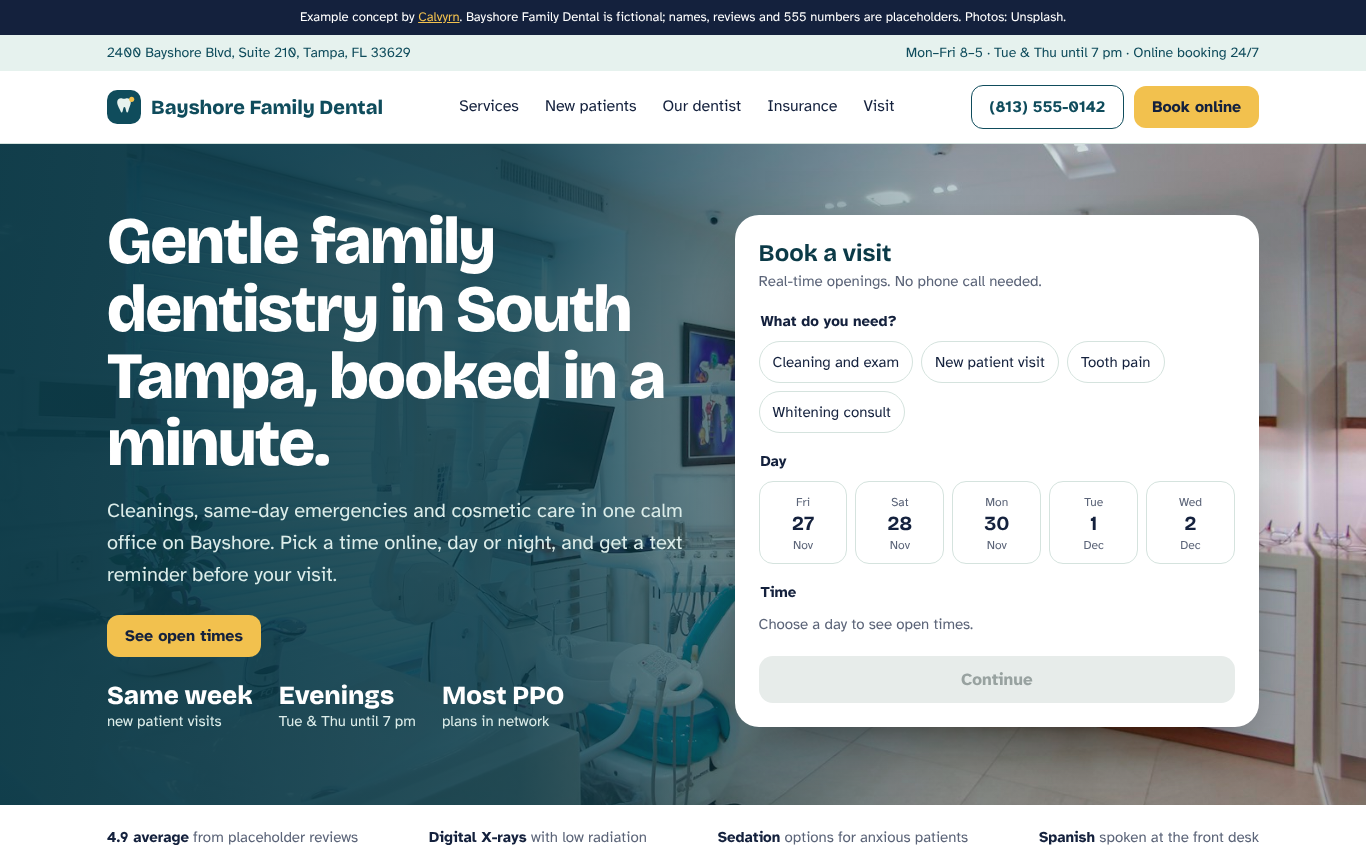 Example concept by Calvyrn. Bayshore Family Dental is fictional; names, reviews and 555 numbers are placeholders. Photos: Unsplash.
2400 Bayshore Blvd, Suite 210, Tampa, FL 33629
Mon–Fri 8–5 · Tue & Thu until 7 pm · Online booking 24/7
Bayshore Family Dental
Services
New patients
Our dentist
Insurance
Visit
(813) 555-0142
Book online
Gentle family
dentistry in South
Tampa, booked in a
minute.
Cleanings, same-day emergencies and cosmetic care in one calm
office on Bayshore. Pick a time online, day or night, and get a text
reminder before your visit.
See open times
Same week
new patient visits
Evenings
Tue & Thu until 7 pm
Most PPO
plans in network
Book a visit
Real-time openings. No phone call needed.
What do you need?
Cleaning and exam
New patient visit
Tooth pain
Whitening consult
Day
Fri
27
Nov
Sat
28
Nov
Mon
30
Nov
Tue
1
Dec
Wed
2
Dec
Time
Choose a day to see open times.
Continue
4.9 average from placeholder reviews
Digital X-rays with low radiation
Sedation options for anxious patients
Spanish spoken at the front desk